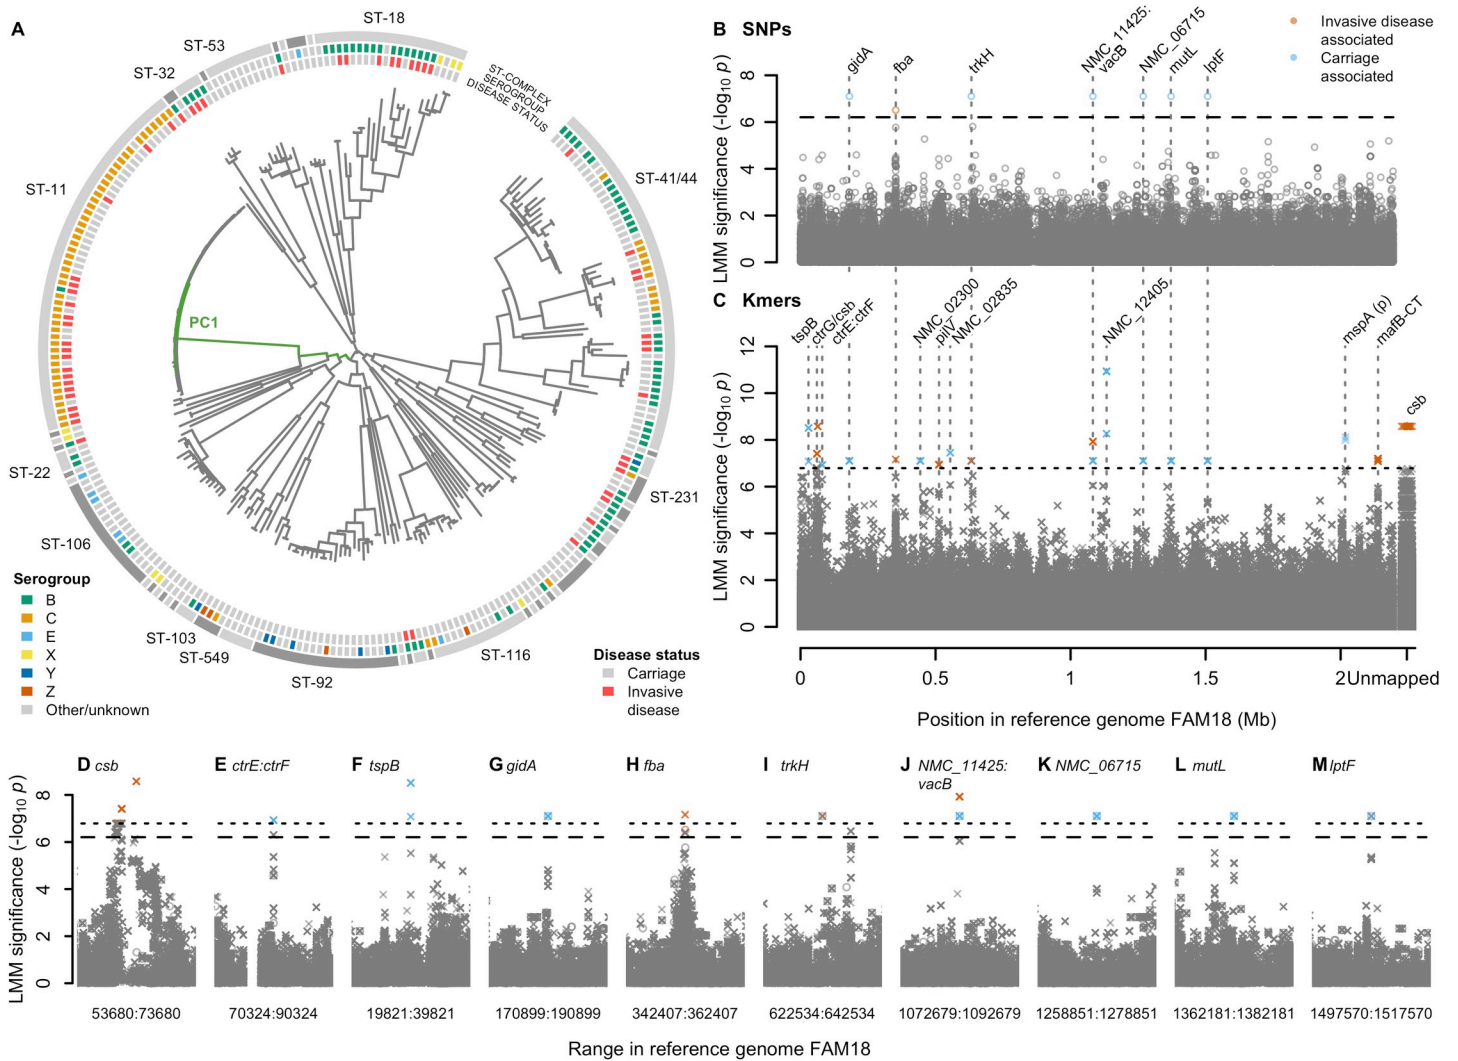 A
ST-18
ST-53
ST-32
ST-11
ST-22
ST-106
ST-103
ST-549
ST-92
ST-116
ST-231
ST-41/44
ST-COMPLEX
SEROGROUP
DISEASE STATUS
PC1
Serogroup
B
C
E
X
Y
Z
Other/unknown
Disease status
Carriage
Invasive
disease
B SNPs
Invasive disease
associated
Carriage
associated
gidA
fba
trkH
NMC_11425:
vacB
NMC_06715
mutL
lptF
LMM significance (-log10 p)
8
6
4
2
0
C Kmers
tspB
ctrG/csb
ctrE:ctrF
NMC_02300
pilV
NMC_02835
NMC_12405
mspA (p)
mafB-CT
csb
LMM significance (-log10 p)
12
10
8
6
4
2
0
0 0.5 1 1.5 2 Unmapped
Position in reference genome FAM18 (Mb)
D csb
E ctrE:ctrF
F tspB
G gidA
H fba
I trkH
J NMC_11425:
vacB
K NMC_06715
L mutL
M lptF
LMM significance (-log10 p)
8
6
4
2
0
53680:73680
70324:90324
19821:39821
170899:190899
342407:362407
622534:642534
1072679:1092679
1258851:1278851
1362181:1382181
1497570:1517570
Range in reference genome FAM18